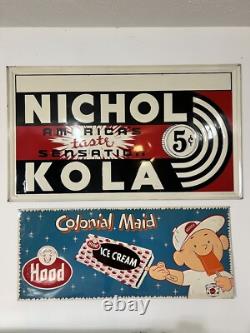 NICHOL
AMERICA'S
taste
SENSATION
5¢
KOLA
Colonial Maid
Hood
ICE CREAM